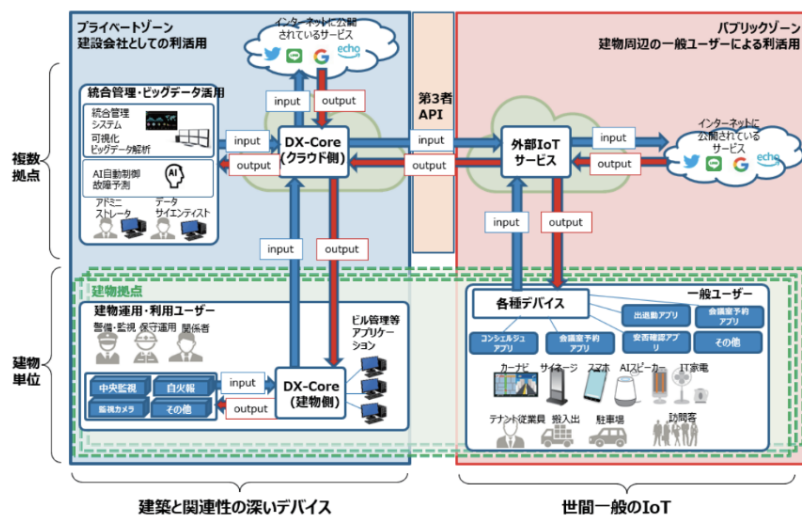 プライベートゾーン
建設会社としての利活用
インターネットに公開
されているサービス
echo
パブリックゾーン
建物周辺の一般ユーザーによる利活用
統合管理・ビッグデータ活用
統合管理
システム
可視化
ビッグデータ解析
AI自動制御
故障予測
AI
アドミニ
ストレータ
データ
サイエンティスト
input
output
input
output
DX-Core
(クラウド側)
第3者
API
input
output
外部IoT
サービス
input
output
インターネットに
公開されているサービス
echo
複数
拠点
input
output
input
output
建物
単位
建物拠点
建物運用・利用ユーザー
警備・監視
保守運用
関係者
ビル管理等
アプリケー
ション
中央監視
自火報
監視カメラ
その他
input
output
DX-Core
(建物側)
一般ユーザー
各種デバイス
出退勤アプリ
会議室予約
アプリ
コンシェルジュ
アプリ
会議室予約
アプリ
安否確認アプ
リ
その他
カーナビ
サイネージ
スマホ
AIスピーカー
IT家電
テナント従業員
搬入出
駐車場
訪問客
建築と関連性の深いデバイス
世間一般のIoT